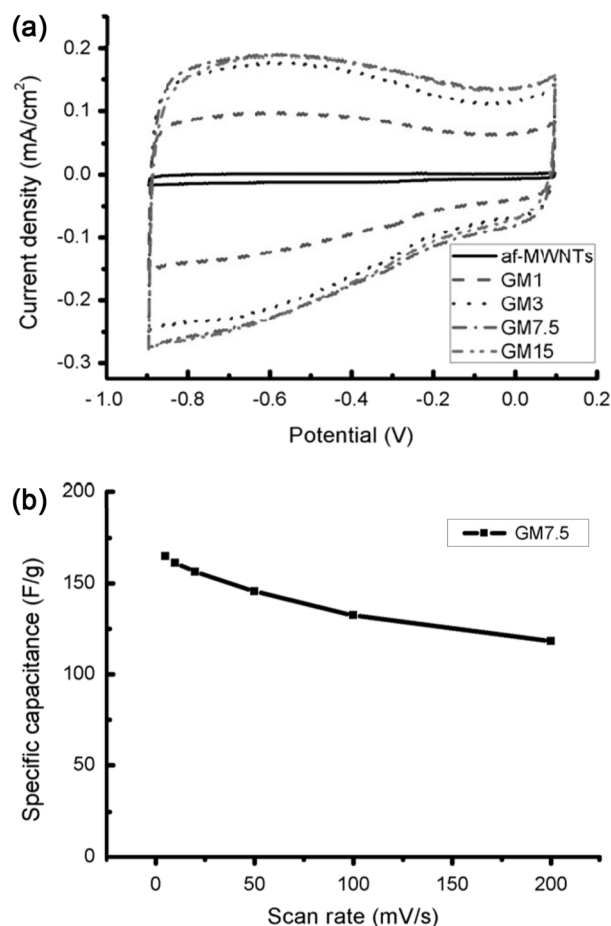 (a)
Current density (mA/cm²)
0.2
0.1
0.0
-0.1
-0.2
-0.3
af-MWNTs
GM1
GM3
GM7.5
GM15
-1.0 -0.8 -0.6 -0.4 -0.2 0.0 0.2
Potential (V)
(b)
Specific capacitance (F/g)
200
150
100
50
0
GM7.5
0 50 100 150 200
Scan rate (mV/s)